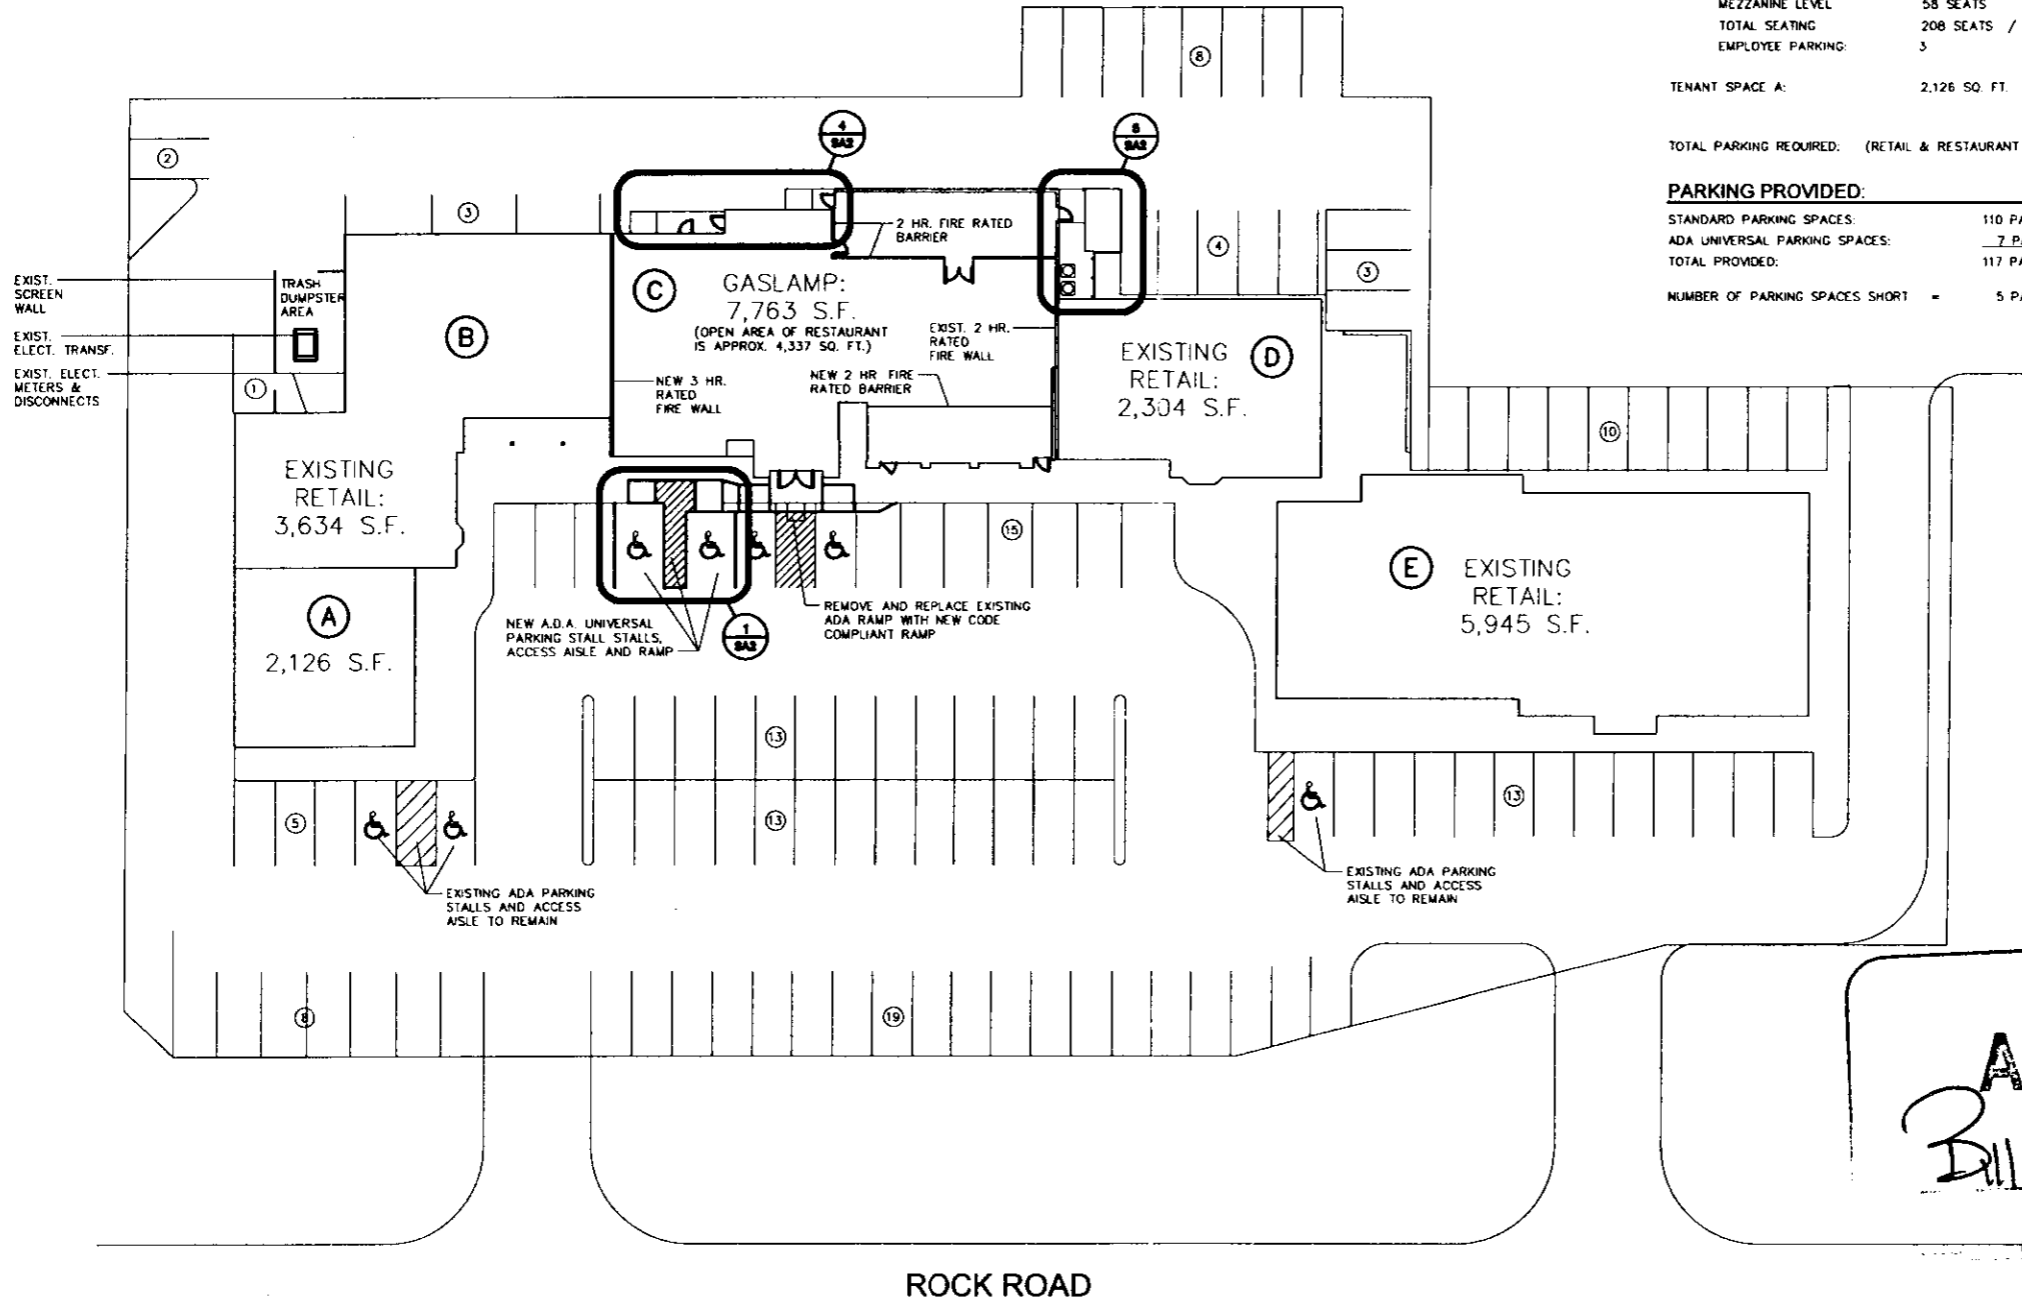 MEZZANINE LEVEL 58 SEATS
TOTAL SEATING 208 SEATS /
EMPLOYEE PARKING: 3
TENANT SPACE A: 2,126 SQ. FT.
TOTAL PARKING REQUIRED: (RETAIL & RESTAURANT
PARKING PROVIDED:
STANDARD PARKING SPACES: 110 PA
ADA UNIVERSAL PARKING SPACES: 7 P
TOTAL PROVIDED: 117 PA
NUMBER OF PARKING SPACES SHORT = 5 P
8
2
4
SA2
8
SA2
3
2 HR. FIRE RATED
BARRIER
4
3
EXIST.
SCREEN
WALL
TRASH
DUMPSTER
AREA
EXIST.
ELECT. TRANSF.
EXIST. ELECT.
METERS &
DISCONNECTS
1
B
C
GASLAMP:
7,763 S.F.
(OPEN AREA OF RESTAURANT
IS APPROX. 4,337 SQ. FT.)
EXIST. 2 HR.
RATED
FIRE WALL
NEW 3 HR.
RATED
FIRE WALL
NEW 2 HR FIRE
RATED BARRIER
EXISTING
RETAIL:
2,304 S.F.
D
10
EXISTING
RETAIL:
3,634 S.F.
15
A
2,126 S.F.
NEW A.D.A. UNIVERSAL
PARKING STALL STALLS,
ACCESS AISLE AND RAMP
1
SA2
REMOVE AND REPLACE EXISTING
ADA RAMP WITH NEW CODE
COMPLIANT RAMP
E
EXISTING
RETAIL:
5,945 S.F.
13
13
5
13
EXISTING ADA PARKING
STALLS AND ACCESS
AISLE TO REMAIN
EXISTING ADA PARKING
STALLS AND ACCESS
AISLE TO REMAIN
8
19
A
Bill
ROCK ROAD